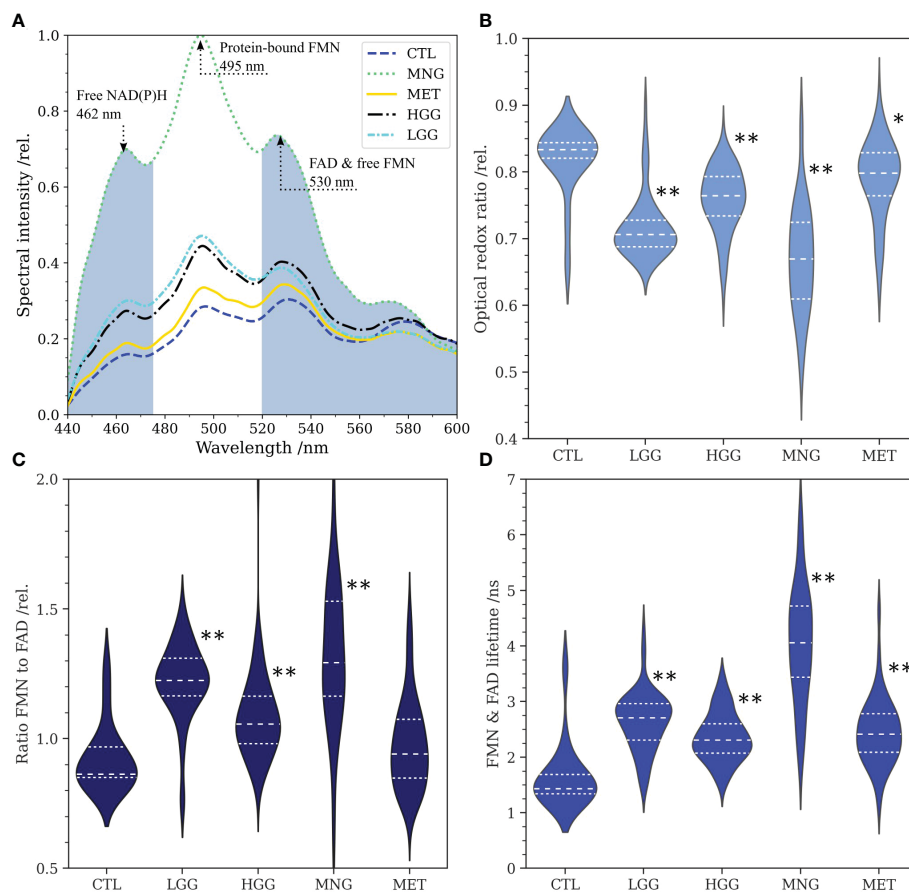 A
Spectral intensity /rel.
1.0
0.8
0.6
0.4
0.2
0.0
440
460
480
500
520
540
560
580
600
Wavelength /nm
Protein-bound FMN
495 nm
Free NAD(P)H
462 nm
FAD & free FMN
530 nm
CTL
MNG
MET
HGG
LGG
B
Optical redox ratio /rel.
1.0
0.9
0.8
0.7
0.6
0.5
0.4
**
**
**
*
CTL
LGG
HGG
MNG
MET
C
Ratio FMN to FAD /rel.
2.0
1.5
1.0
0.5
**
**
**
CTL
LGG
HGG
MNG
MET
D
FMN & FAD lifetime /ns
7
6
5
4
3
2
1
0
**
**
**
**
CTL
LGG
HGG
MNG
MET